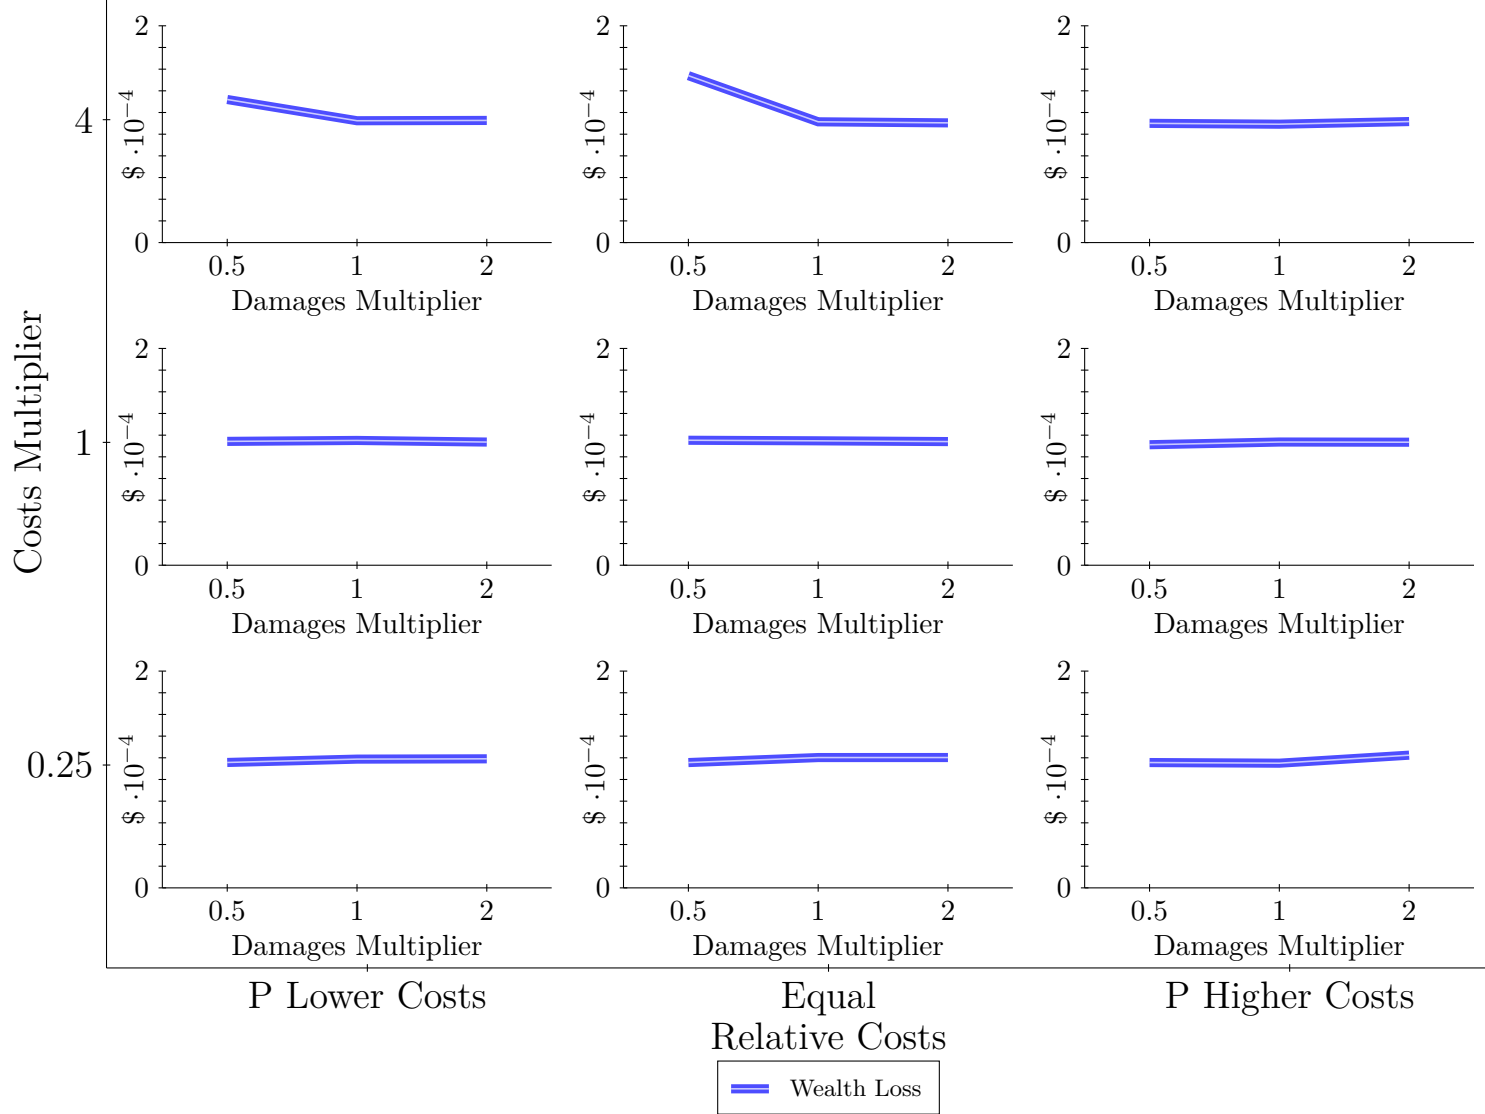 Costs Multiplier
4
2
$ ·10⁻⁴
0
0.5 1 2
Damages Multiplier
2
$ ·10⁻⁴
0
0.5 1 2
Damages Multiplier
2
$ ·10⁻⁴
0
0.5 1 2
Damages Multiplier
1
2
$ ·10⁻⁴
0
0.5 1 2
Damages Multiplier
2
$ ·10⁻⁴
0
0.5 1 2
Damages Multiplier
2
$ ·10⁻⁴
0
0.5 1 2
Damages Multiplier
0.25
2
$ ·10⁻⁴
0
0.5 1 2
Damages Multiplier
2
$ ·10⁻⁴
0
0.5 1 2
Damages Multiplier
2
$ ·10⁻⁴
0
0.5 1 2
Damages Multiplier
P Lower Costs
Equal
P Higher Costs
Relative Costs
Wealth Loss